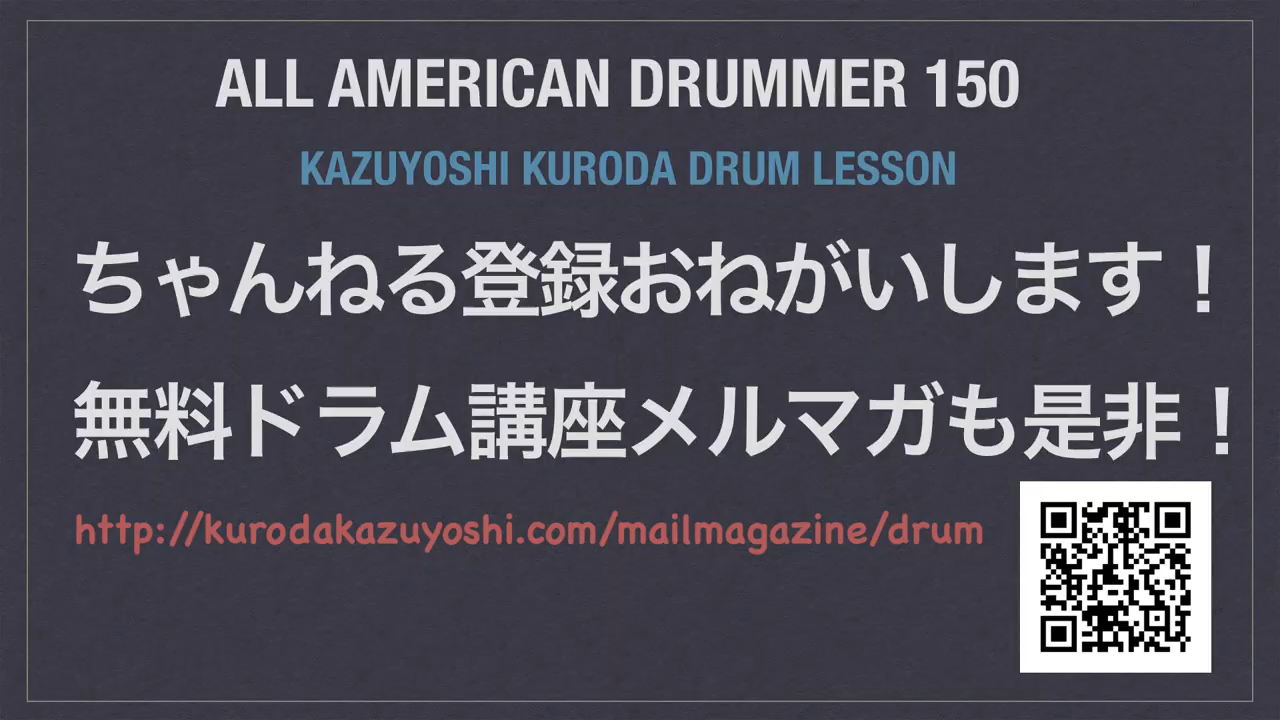 ALL AMERICAN DRUMMER 150
KAZUYOSHI KURODA DRUM LESSON
ちゃんねる登録おねがいします！
無料ドラム講座メルマガも是非！
http://kurodakazuyoshi.com/mailmagazine/drum